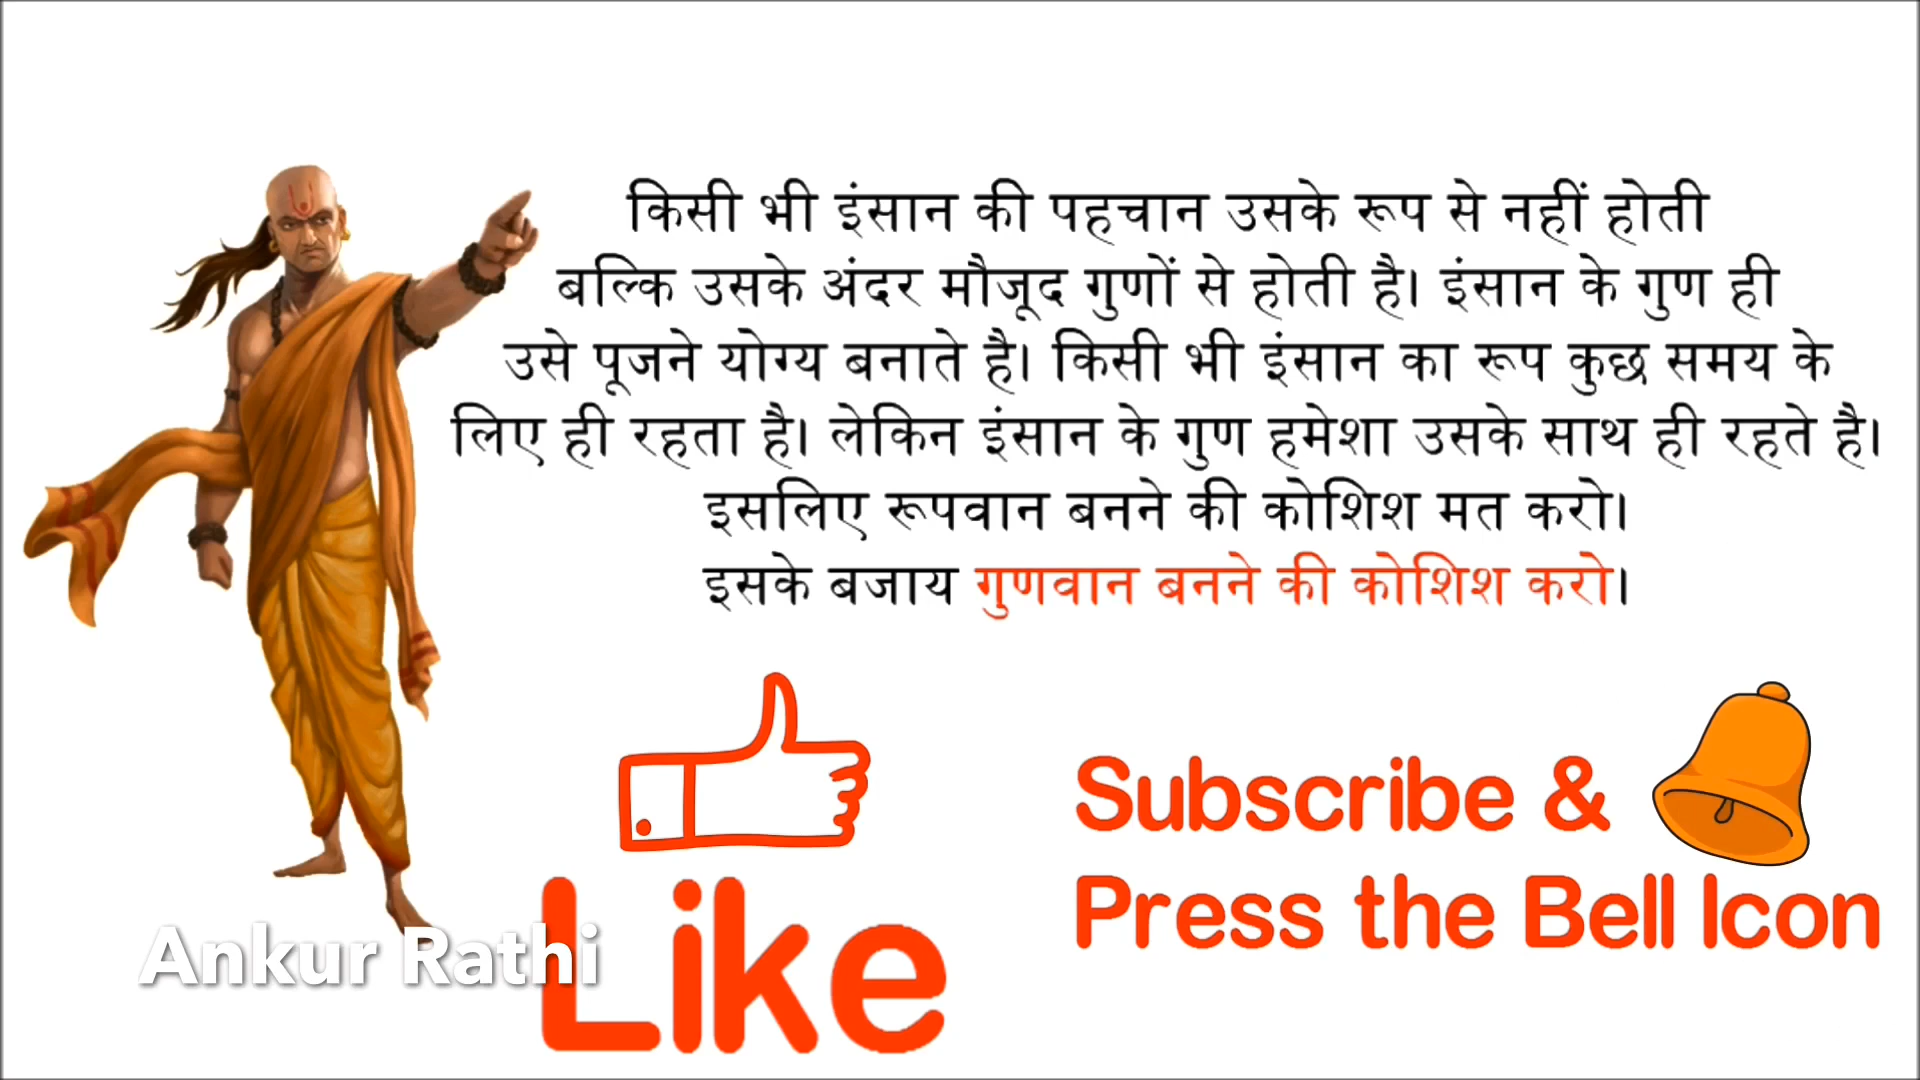 किसी भी इंसान की पहचान उसके रूप से नहीं होती
बल्कि उसके अंदर मौजूद गुणों से होती है। इंसान के गुण ही
उसे पूजने योग्य बनाते है। किसी भी इंसान का रूप कुछ समय के
लिए ही रहता है। लेकिन इंसान के गुण हमेशा उसके साथ ही रहते है।
इसलिए रूपवान बनने की कोशिश मत करो।
इसके बजाय गुणवान बनने की कोशिश करो।
Subscribe &
Press the Bell Icon
Like
Ankur Rathi